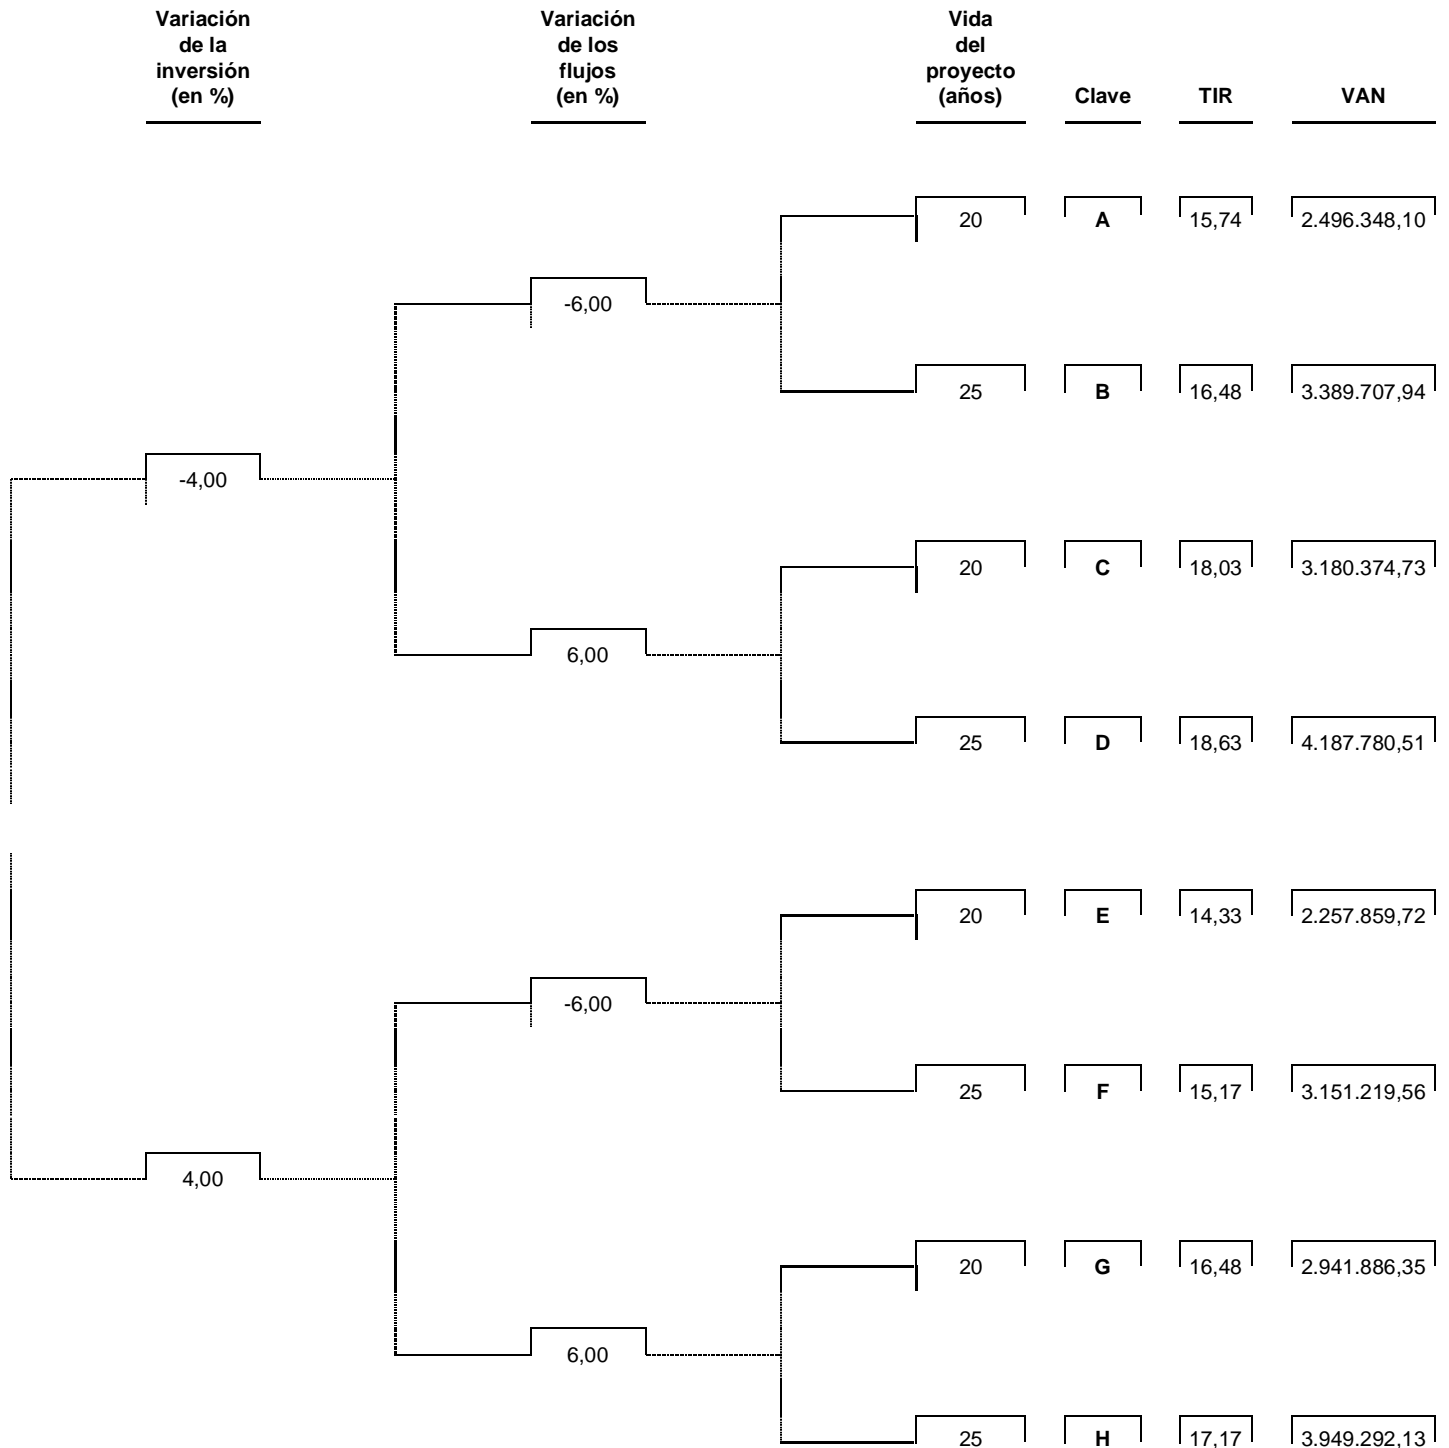 Variación
de la
inversión
(en %)
Variación
de los
flujos
(en %)
Vida
del
proyecto
(años)
Clave
TIR
VAN
20 A 15,74 2.496.348,10
-6,00
25 B 16,48 3.389.707,94
-4,00
20 C 18,03 3.180.374,73
6,00
25 D 18,63 4.187.780,51
20 E 14,33 2.257.859,72
-6,00
25 F 15,17 3.151.219,56
4,00
20 G 16,48 2.941.886,35
6,00
25 H 17,17 3.949.292,13